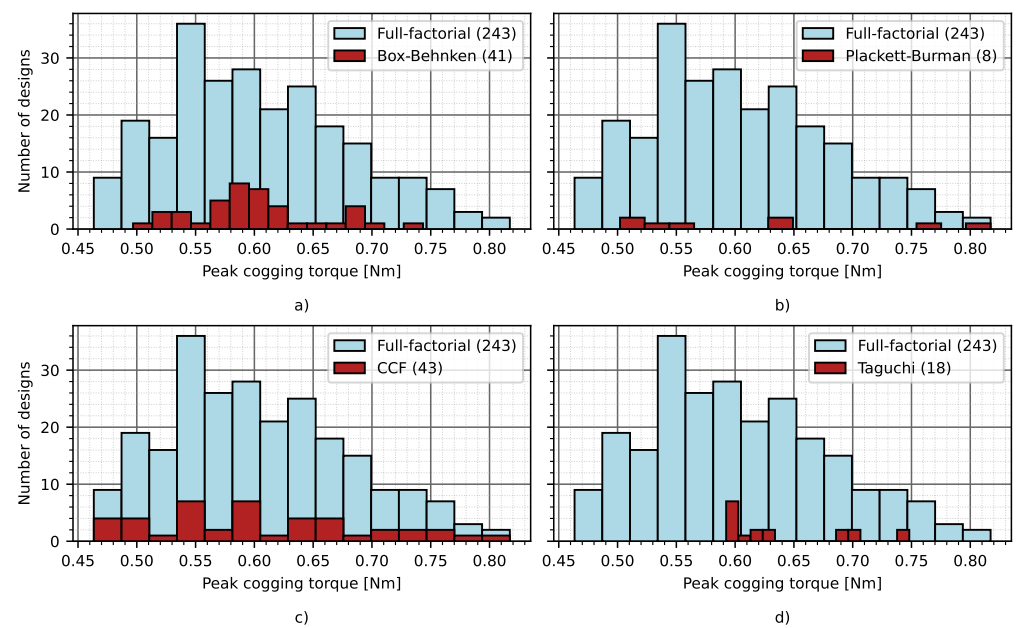 Number of designs
30
20
10
0
Full-factorial (243)
Box-Behnken (41)
0.45 0.50 0.55 0.60 0.65 0.70 0.75 0.80
Peak cogging torque [Nm]
a)
Full-factorial (243)
Plackett-Burman (8)
0.50 0.55 0.60 0.65 0.70 0.75 0.80
Peak cogging torque [Nm]
b)
Number of designs
30
20
10
0
Full-factorial (243)
CCF (43)
0.45 0.50 0.55 0.60 0.65 0.70 0.75 0.80
Peak cogging torque [Nm]
c)
Full-factorial (243)
Taguchi (18)
0.50 0.55 0.60 0.65 0.70 0.75 0.80
Peak cogging torque [Nm]
d)